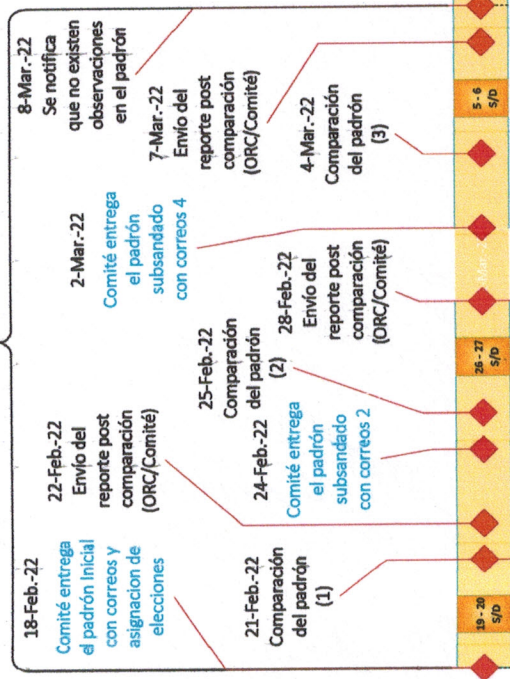 18-Feb.-22
Comité entrega
el padrón Inicial
con correos y
asignacion de
elecciones
21-Feb.-22
Comparación
del padrón
(1)
22-Feb.-22
Envío del
reporte post
comparación
(ORC/Comité)
24-Feb.-22
Comité entrega
el padrón
subsandado
con correos 2
25-Feb.-22
Comparación
del padrón
(2)
28-Feb.-22
Envío del
reporte post
comparación
(ORC/Comité)
2-Mar.-22
Comité entrega
el padrón
subsandado
con correos 4
4-Mar.-22
Comparación
del padrón
(3)
7-Mar.-22
Envío del
reporte post
comparación
(ORC/Comité)
8-Mar.-22
Se notifica
que no existen
observaciones
en el padrón
19 - 20
S/D
26 - 27
S/D
5 - 6
S/D